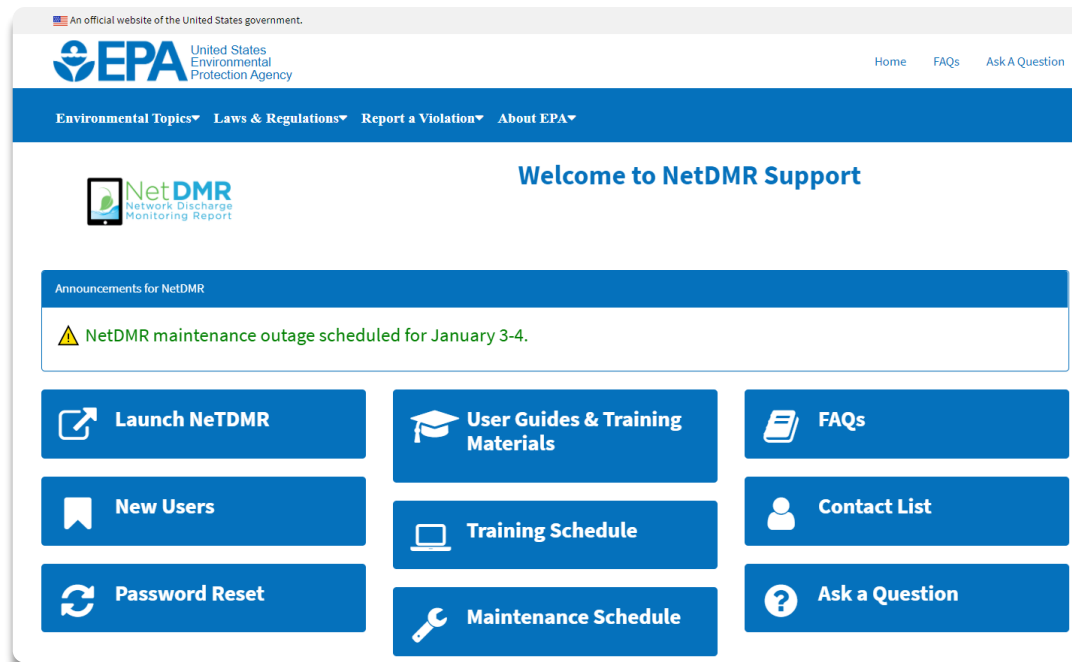 An official website of the United States government.
EPA
United States
Environmental
Protection Agency
Home FAQs Ask A Question
Environmental Topics Laws & Regulations Report a Violation About EPA
NetDMR
Network Discharge
Monitoring Report
Welcome to NetDMR Support
Announcements for NetDMR
NetDMR maintenance outage scheduled for January 3-4.
Launch NeTDMR
New Users
Password Reset
User Guides & Training
Materials
Training Schedule
Maintenance Schedule
FAQs
Contact List
Ask a Question